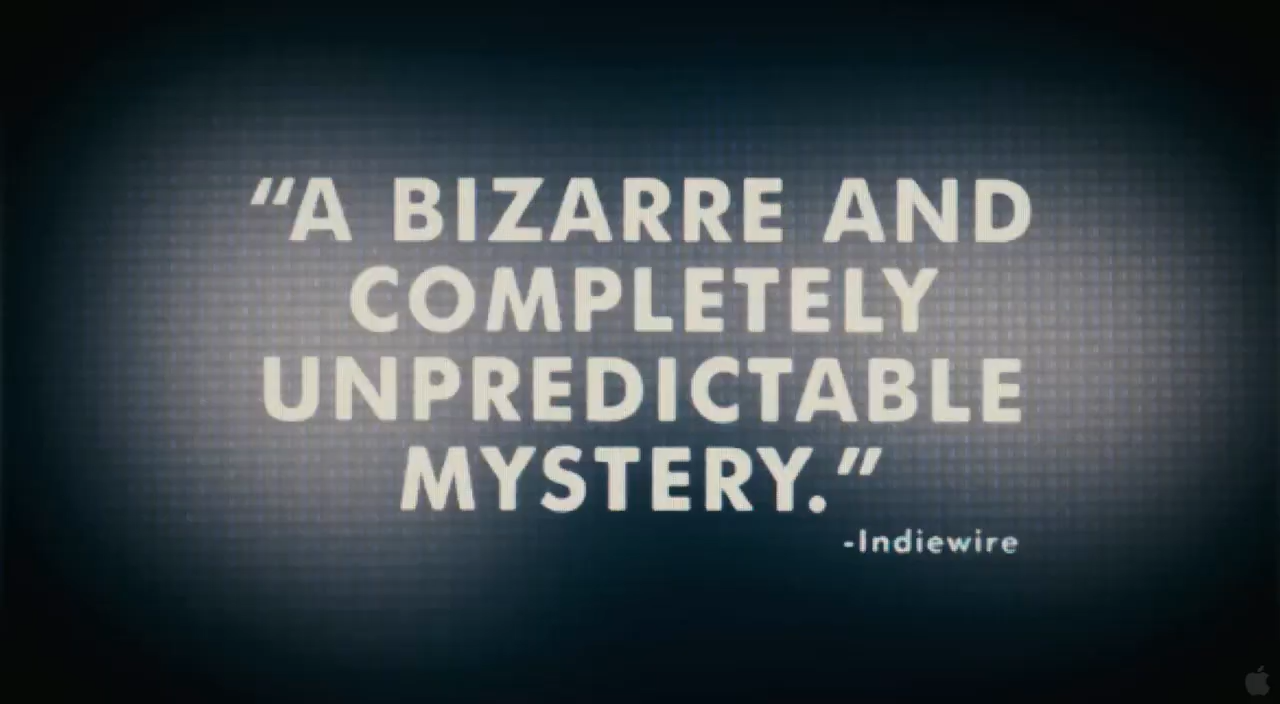 “A BIZARRE AND
COMPLETELY
UNPREDICTABLE
MYSTERY.”
-Indiewire